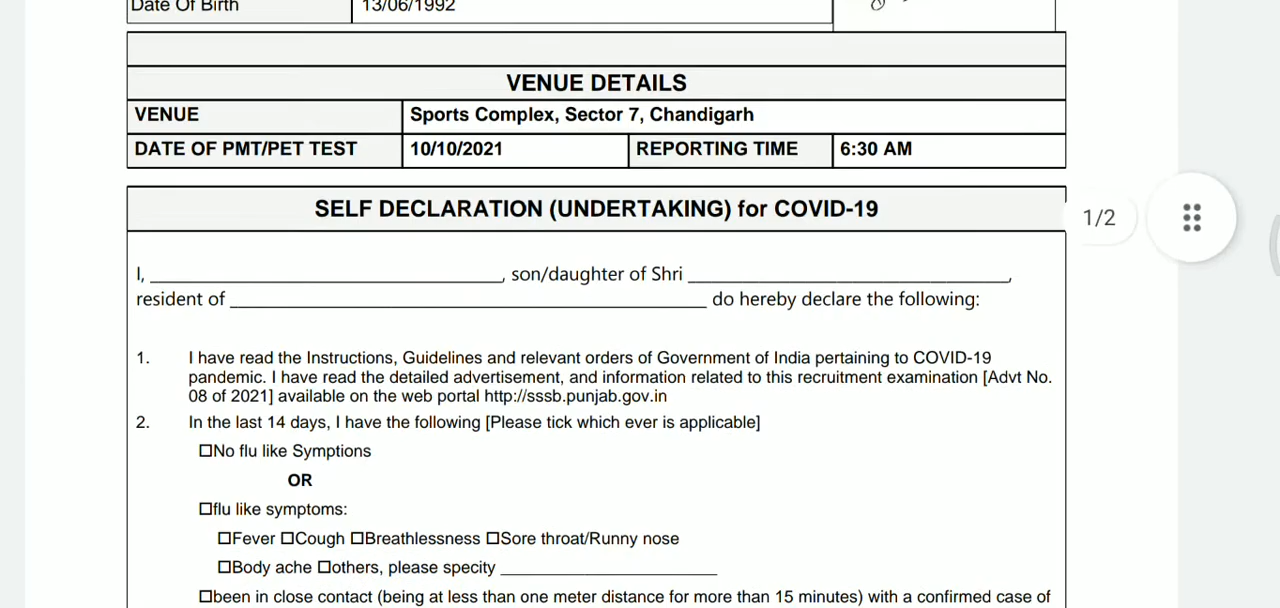 Date Of Birth 13/06/1992
VENUE DETAILS
VENUE Sports Complex, Sector 7, Chandigarh
DATE OF PMT/PET TEST 10/10/2021 REPORTING TIME 6:30 AM
SELF DECLARATION (UNDERTAKING) for COVID-19
1/2
I, ______________________, son/daughter of Shri ____________________,
resident of ______________________________ do hereby declare the following:
1. I have read the Instructions, Guidelines and relevant orders of Government of India pertaining to COVID-19
pandemic. I have read the detailed advertisement, and information related to this recruitment examination [Advt No.
08 of 2021] available on the web portal http://sssb.punjab.gov.in
2. In the last 14 days, I have the following [Please tick which ever is applicable]
☐No flu like Symptions
OR
☐flu like symptoms:
☐Fever ☐Cough ☐Breathlessness ☐Sore throat/Runny nose
☐Body ache ☐others, please specity ______________
☐been in close contact (being at less than one meter distance for more than 15 minutes) with a confirmed case of